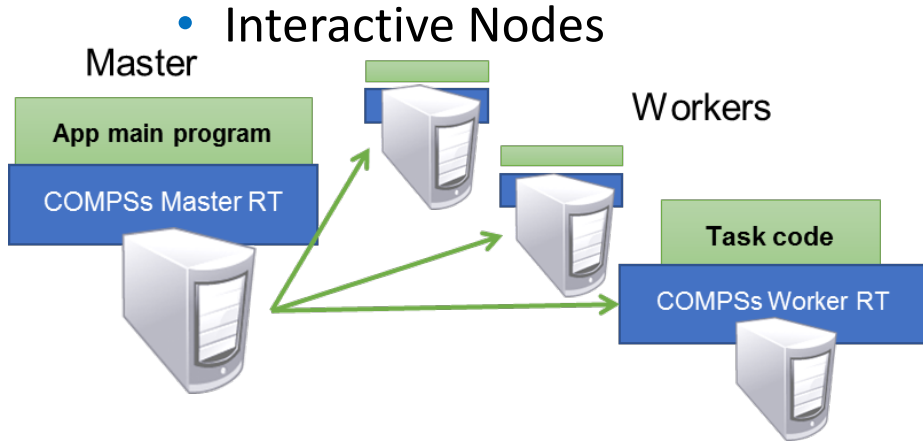 • Interactive Nodes
Master
App main program
COMPSs Master RT
Workers
Task code
COMPSs Worker RT